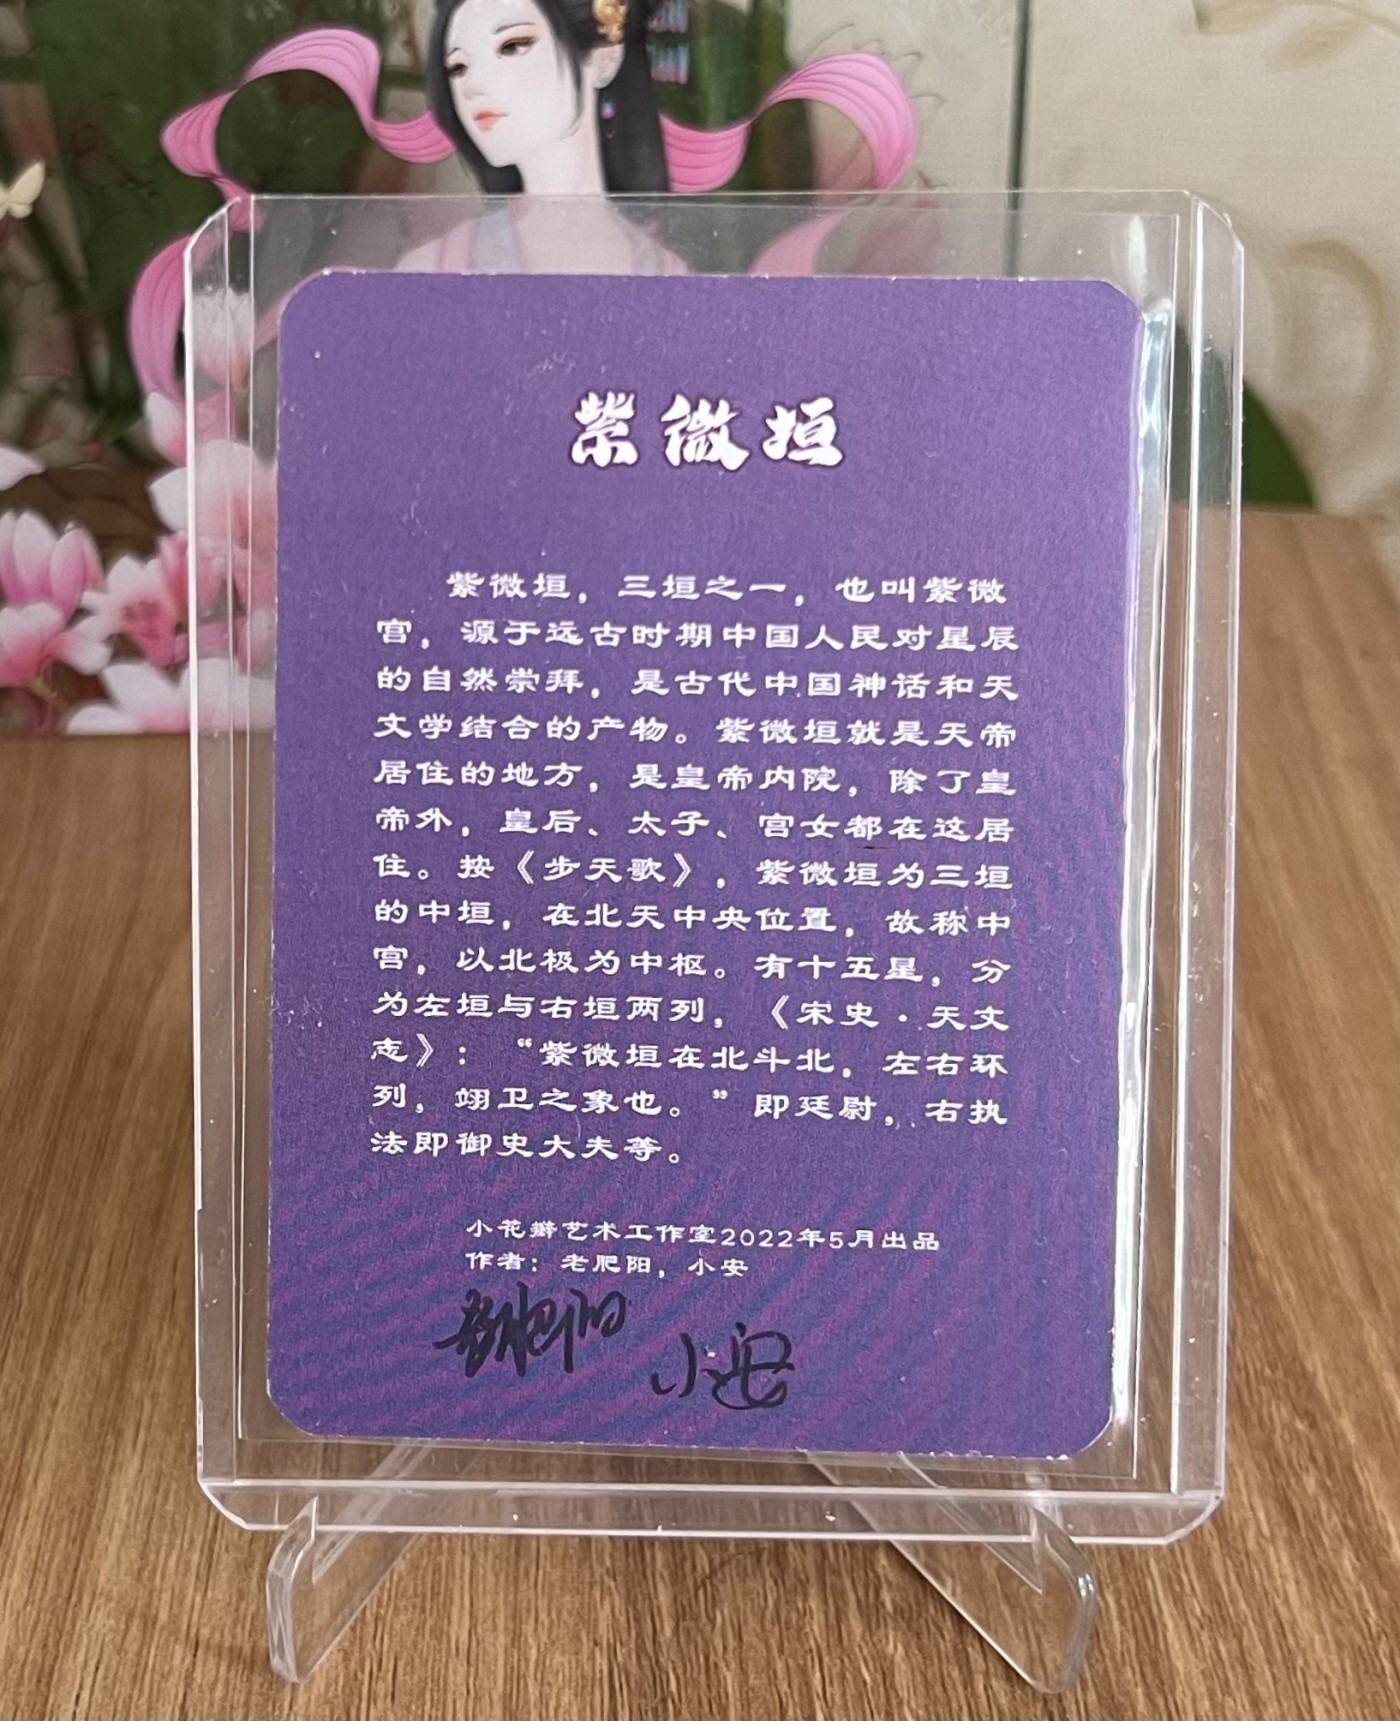 紫微垣
紫微垣，三垣之一，也叫紫微
宫，源于远古时期中国人民对星辰
的自然崇拜，是古代中国神话和天
文学结合的产物。紫微垣就是天帝
居住的地方，是皇帝内院，除了皇
帝外，皇后、太子、宫女都在这居
住。按《步天歌》，紫微垣为三垣
的中垣，在北天中央位置，故称中
宫，以北极为中枢。有十五星，分
为左垣与右垣两列，《宋史·天文
志》：“紫微垣在北斗北，左右环
列，翊卫之象也。”即廷尉，右执
法即御史大夫等。
小花瓣艺术工作室2022年5月出品
作者：老肥阳，小安
老肥阳
小安